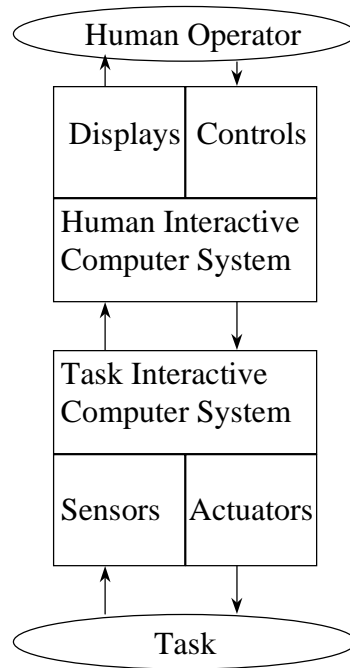 Human Operator
Displays
Controls
Human Interactive
Computer System
Task Interactive
Computer System
Sensors
Actuators
Task